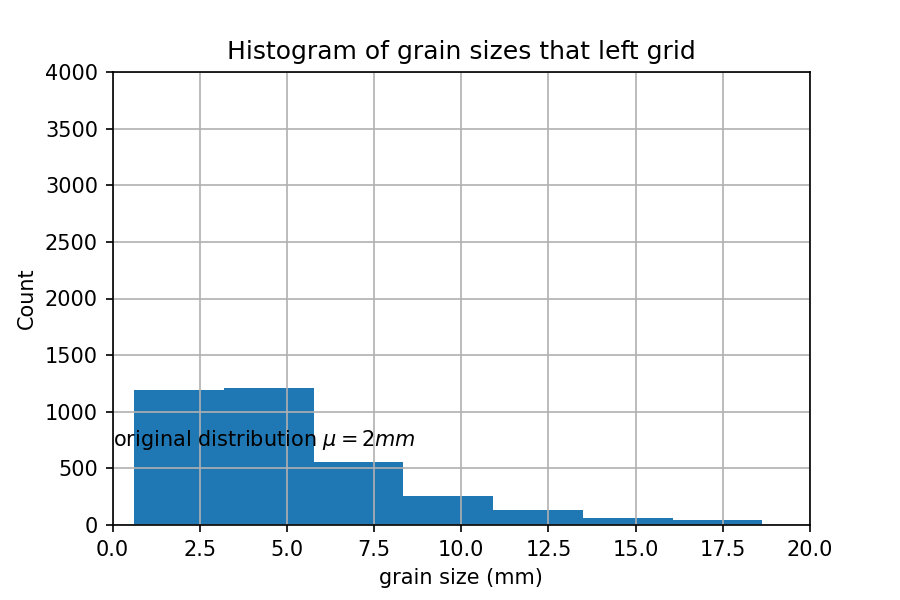 Histogram of grain sizes that left grid
4000
3500
3000
2500
2000
1500
1000
500
0
Count
original distribution μ = 2mm
0.0 2.5 5.0 7.5 10.0 12.5 15.0 17.5 20.0
grain size (mm)